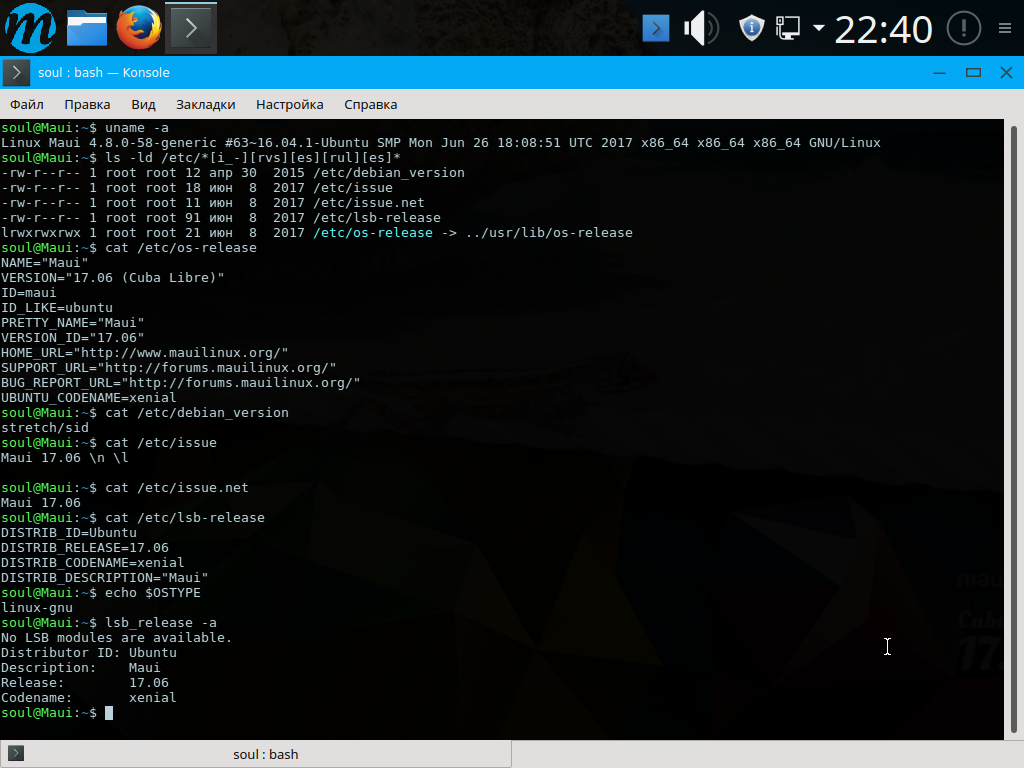 22:40
soul : bash — Konsole
Файл Правка Вид Закладки Настройка Справка
soul@Maui:~$ uname -a
Linux Maui 4.8.0-58-generic #63~16.04.1-Ubuntu SMP Mon Jun 26 18:08:51 UTC 2017 x86_64 x86_64 x86_64 GNU/Linux
soul@Maui:~$ ls -ld /etc/*[i_-][rvs][es][rul][es]*
-rw-r--r-- 1 root root 12 апр 30  2015 /etc/debian_version
-rw-r--r-- 1 root root 18 июн  8  2017 /etc/issue
-rw-r--r-- 1 root root 11 июн  8  2017 /etc/issue.net
-rw-r--r-- 1 root root 91 июн  8  2017 /etc/lsb-release
lrwxrwxrwx 1 root root 21 июн  8  2017 /etc/os-release -> ../usr/lib/os-release
soul@Maui:~$ cat /etc/os-release
NAME="Maui"
VERSION="17.06 (Cuba Libre)"
ID=maui
ID_LIKE=ubuntu
PRETTY_NAME="Maui"
VERSION_ID="17.06"
HOME_URL="http://www.mauilinux.org/"
SUPPORT_URL="http://forums.mauilinux.org/"
BUG_REPORT_URL="http://forums.mauilinux.org/"
UBUNTU_CODENAME=xenial
soul@Maui:~$ cat /etc/debian_version
stretch/sid
soul@Maui:~$ cat /etc/issue
Maui 17.06 \n \l
soul@Maui:~$ cat /etc/issue.net
Maui 17.06
soul@Maui:~$ cat /etc/lsb-release
DISTRIB_ID=Ubuntu
DISTRIB_RELEASE=17.06
DISTRIB_CODENAME=xenial
DISTRIB_DESCRIPTION="Maui"
soul@Maui:~$ echo $OSTYPE
linux-gnu
soul@Maui:~$ lsb_release -a
No LSB modules are available.
Distributor ID: Ubuntu
Description:    Maui
Release:        17.06
Codename:       xenial
soul@Maui:~$
soul : bash